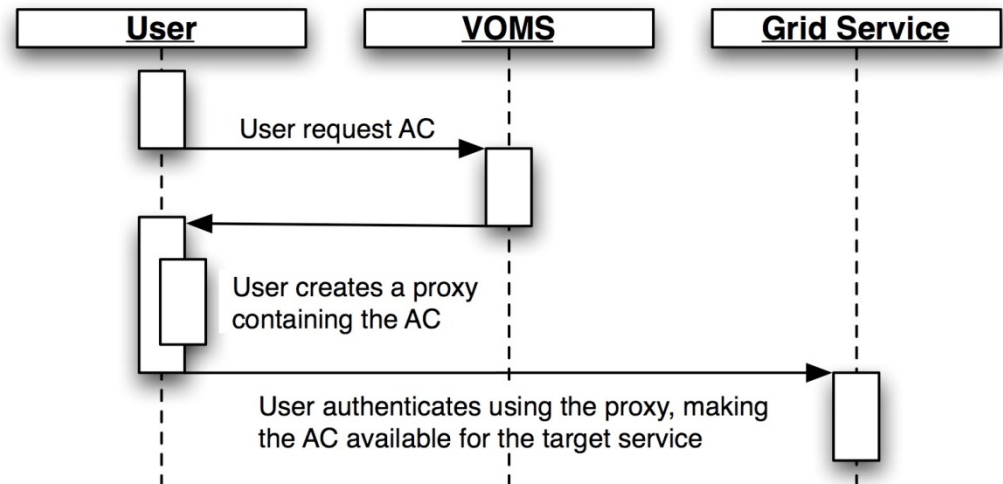 User
VOMS
Grid Service
User request AC
User creates a proxy
containing the AC
User authenticates using the proxy, making
the AC available for the target service